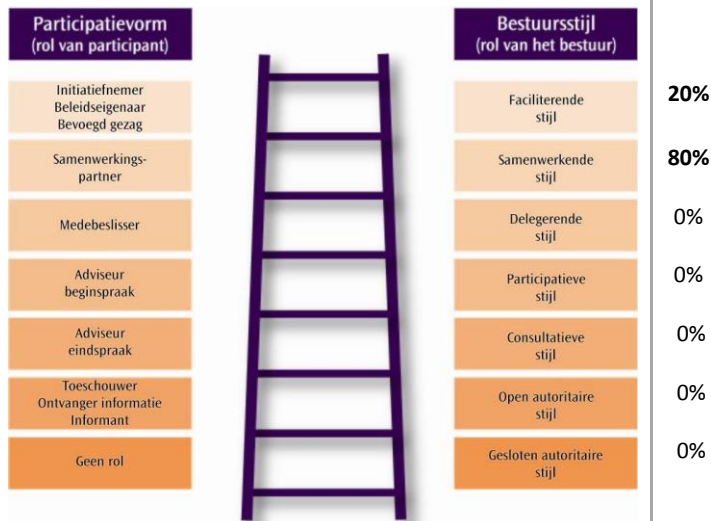 Participatievorm
(rol van participant)
Bestuursstijl
(rol van het bestuur)
Initiatiefnemer
Beleidseigenaar
Bevoegd gezag
Faciliterende
stijl
20%
Samenwerkings-
partner
Samenwerkende
stijl
80%
Medebeslisser
Delegerende
stijl
0%
Adviseur
beginspraak
Participatieve
stijl
0%
Adviseur
eindspraak
Consultatieve
stijl
0%
Toeschouwer
Ontvanger informatie
Informant
Open autoritaire
stijl
0%
Geen rol
Gesloten autoritaire
stijl
0%